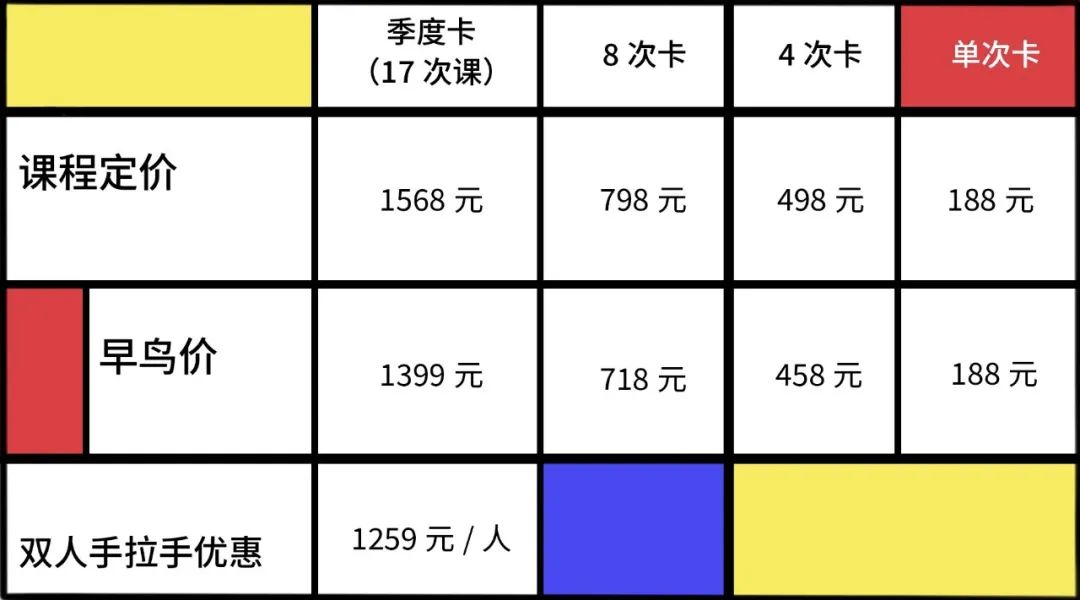 季度卡
（17 次课）
8 次卡
4 次卡
单次卡
课程定价
1568 元
798 元
498 元
188 元
早鸟价
1399 元
718 元
458 元
188 元
双人手拉手优惠
1259 元 / 人